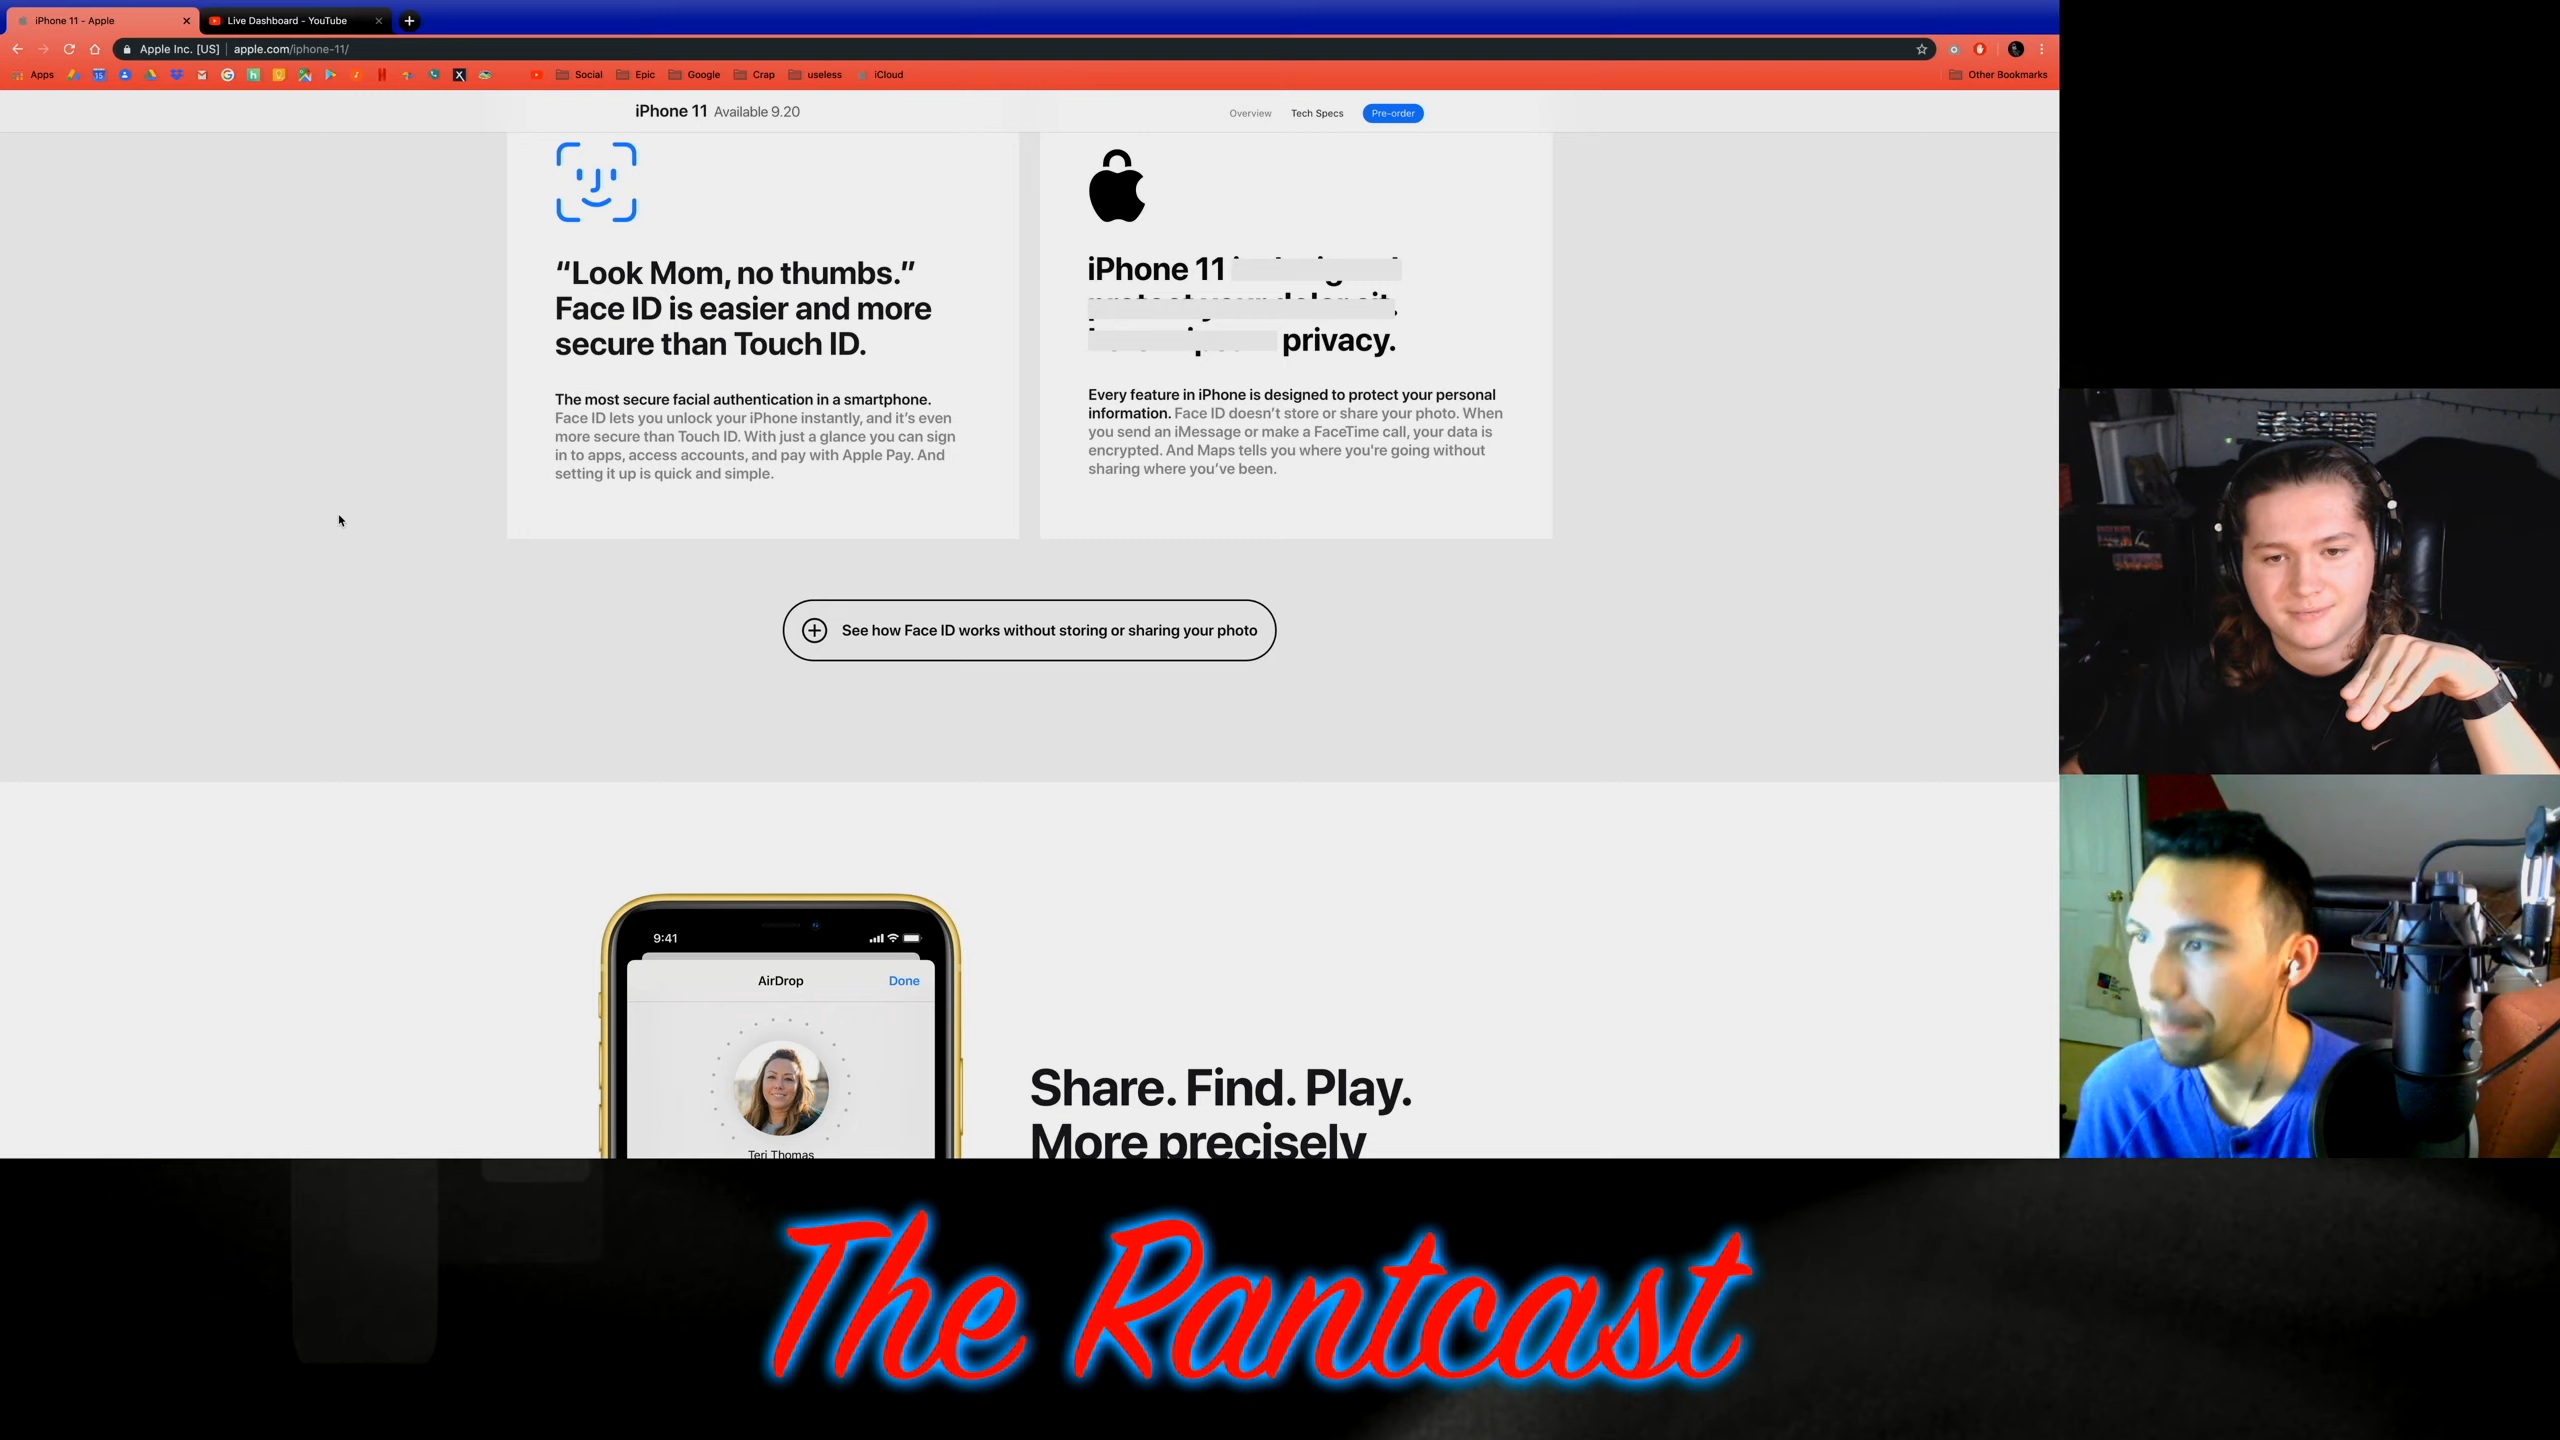 iPhone 11 - Apple
Live Dashboard - YouTube
Apple Inc. [US] | apple.com/iphone-11/
Apps
Social
Epic
Google
Crap
useless
iCloud
Other Bookmarks
iPhone 11 Available 9.20
Overview
Tech Specs
Pre-order
“Look Mom, no thumbs.”
Face ID is easier and more
secure than Touch ID.
The most secure facial authentication in a smartphone.
Face ID lets you unlock your iPhone instantly, and it’s even
more secure than Touch ID. With just a glance you can sign
in to apps, access accounts, and pay with Apple Pay. And
setting it up is quick and simple.
iPhone 11
privacy.
Every feature in iPhone is designed to protect your personal
information. Face ID doesn’t store or share your photo. When
you send an iMessage or make a FaceTime call, your data is
encrypted. And Maps tells you where you're going without
sharing where you’ve been.
See how Face ID works without storing or sharing your photo
9:41
AirDrop
Done
Teri Thomas
Share. Find. Play.
More precisely
The Rantcast